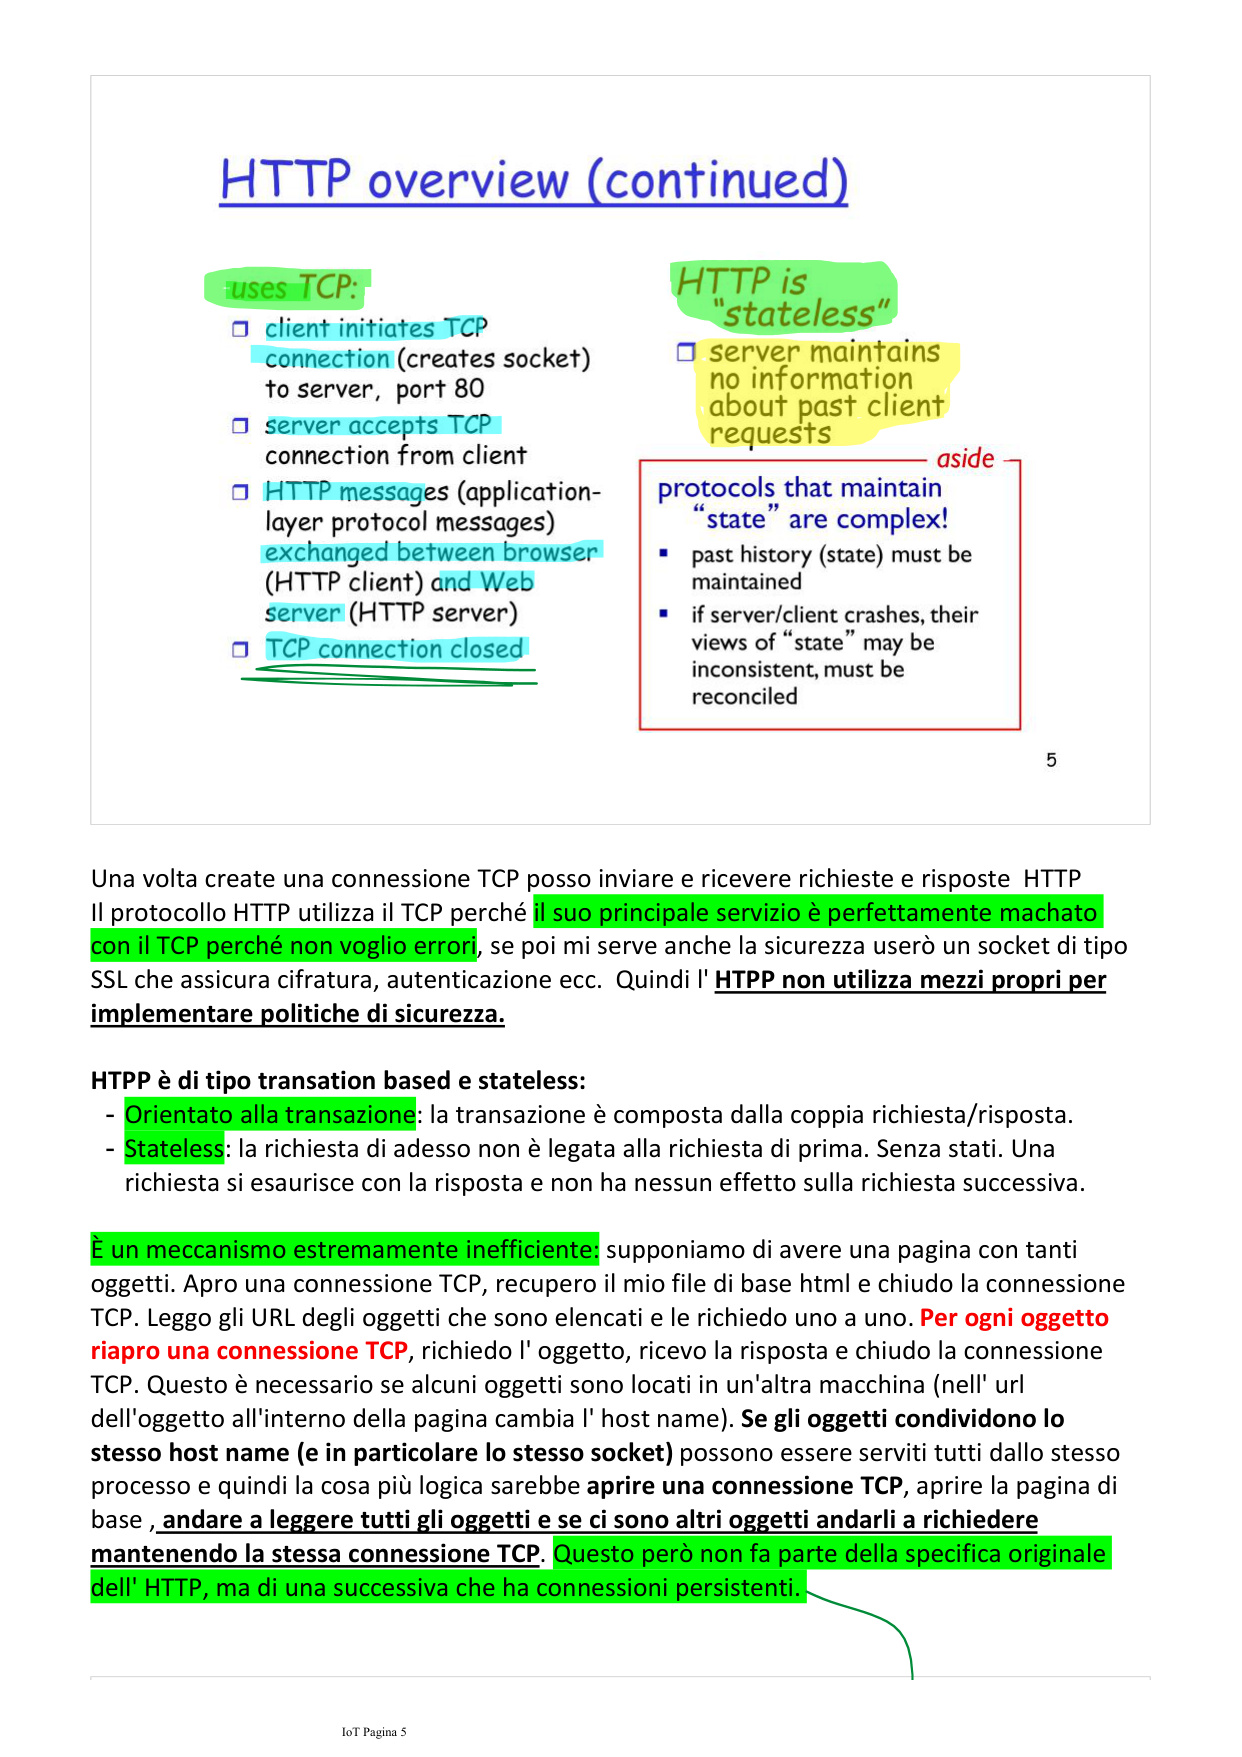 HTTP overview (continued)
uses TCP:
client initiates TCP
connection (creates socket)
to server, port 80
server accepts TCP
connection from client
HTTP messages (application-
layer protocol messages)
exchanged between browser
(HTTP client) and Web
server (HTTP server)
TCP connection closed
HTTP is
“stateless”
server maintains
no information
about past client
requests
aside
protocols that maintain
“state” are complex!
▪ past history (state) must be
maintained
▪ if server/client crashes, their
views of “state” may be
inconsistent, must be
reconciled
5
Una volta create una connessione TCP posso inviare e ricevere richieste e risposte HTTP
Il protocollo HTTP utilizza il TCP perché il suo principale servizio è perfettamente machato
con il TCP perché non voglio errori, se poi mi serve anche la sicurezza userò un socket di tipo
SSL che assicura cifratura, autenticazione ecc. Quindi l' HTPP non utilizza mezzi propri per
implementare politiche di sicurezza.
HTPP è di tipo transation based e stateless:
- Orientato alla transazione: la transazione è composta dalla coppia richiesta/risposta.
- Stateless: la richiesta di adesso non è legata alla richiesta di prima. Senza stati. Una
richiesta si esaurisce con la risposta e non ha nessun effetto sulla richiesta successiva.
È un meccanismo estremamente inefficiente: supponiamo di avere una pagina con tanti
oggetti. Apro una connessione TCP, recupero il mio file di base html e chiudo la connessione
TCP. Leggo gli URL degli oggetti che sono elencati e le richiedo uno a uno. Per ogni oggetto
riapro una connessione TCP, richiedo l' oggetto, ricevo la risposta e chiudo la connessione
TCP. Questo è necessario se alcuni oggetti sono locati in un'altra macchina (nell' url
dell'oggetto all'interno della pagina cambia l' host name). Se gli oggetti condividono lo
stesso host name (e in particolare lo stesso socket) possono essere serviti tutti dallo stesso
processo e quindi la cosa più logica sarebbe aprire una connessione TCP, aprire la pagina di
base , andare a leggere tutti gli oggetti e se ci sono altri oggetti andarli a richiedere
mantenendo la stessa connessione TCP. Questo però non fa parte della specifica originale
dell' HTTP, ma di una successiva che ha connessioni persistenti.
IoT Pagina 5